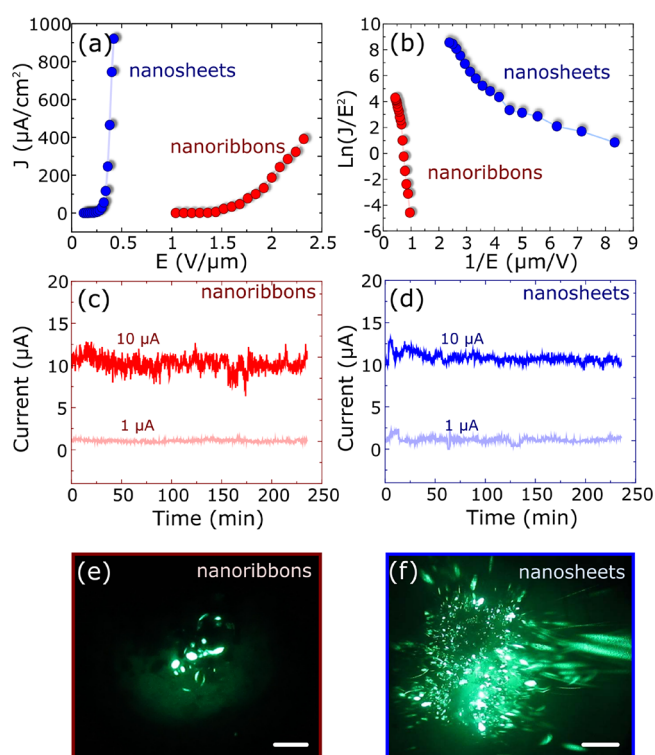 (a)
nanosheets
nanoribbons
J (µA/cm²)
1000
800
600
400
200
0
0.0
0.5
1.0
1.5
2.0
2.5
E (V/µm)
(b)
nanosheets
nanoribbons
Ln(J/E²)
10
8
6
4
2
0
-2
-4
-6
0 1 2 3 4 5 6 7 8 9
1/E (µm/V)
(c)
nanoribbons
10 µA
1 µA
Current (µA)
20
15
10
5
0
0 50 100 150 200 250
Time (min)
(d)
nanosheets
10 µA
1 µA
Current (µA)
20
15
10
5
0
0 50 100 150 200 250
Time (min)
(e)
nanoribbons
(f)
nanosheets